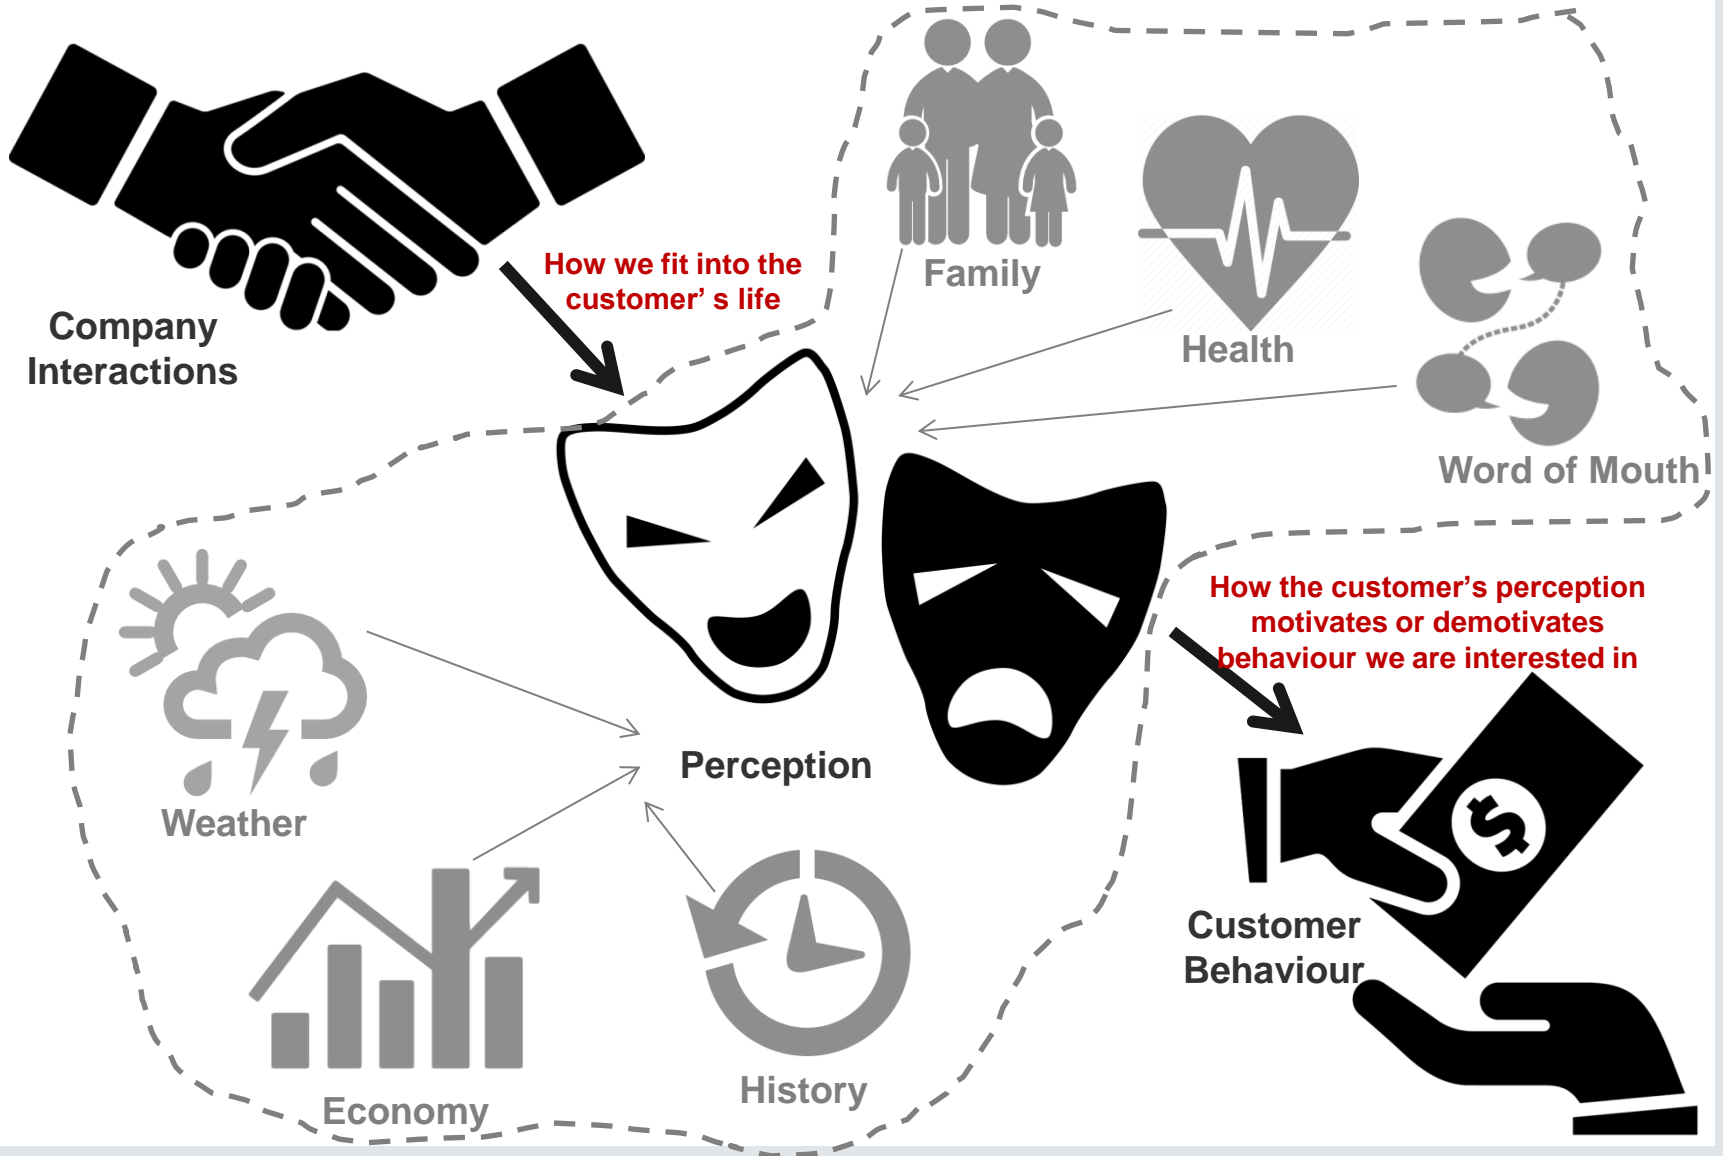 How we fit into the
customer’ s life
Company
Interactions
Family
Health
Word of Mouth
How the customer’s perception
motivates or demotivates
behaviour we are interested in
Perception
Weather
Economy
History
Customer
Behaviour
$